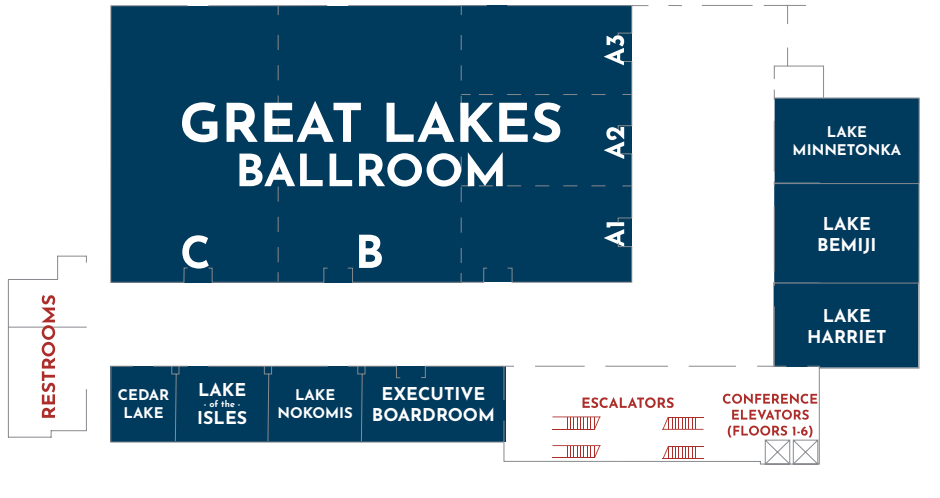 GREAT LAKES
BALLROOM
A3
A2
A1
C
B
LAKE
MINNETONKA
LAKE
BEMIJI
LAKE
HARRIET
RESTROOMS
CEDAR
LAKE
LAKE
- of the -
ISLES
LAKE
NOKOMIS
EXECUTIVE
BOARDROOM
ESCALATORS
CONFERENCE
ELEVATORS
(FLOORS 1-6)